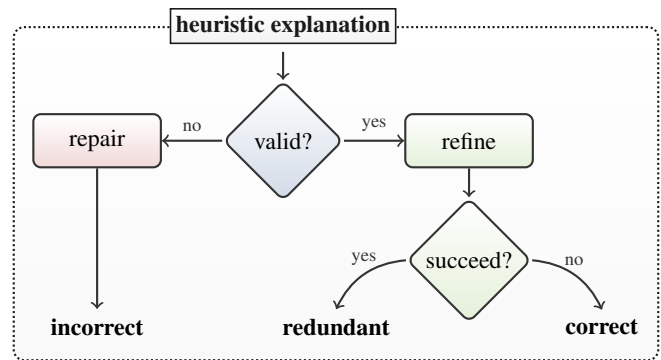 heuristic explanation
no
yes
repair
valid?
refine
yes
succeed?
no
incorrect
redundant
correct